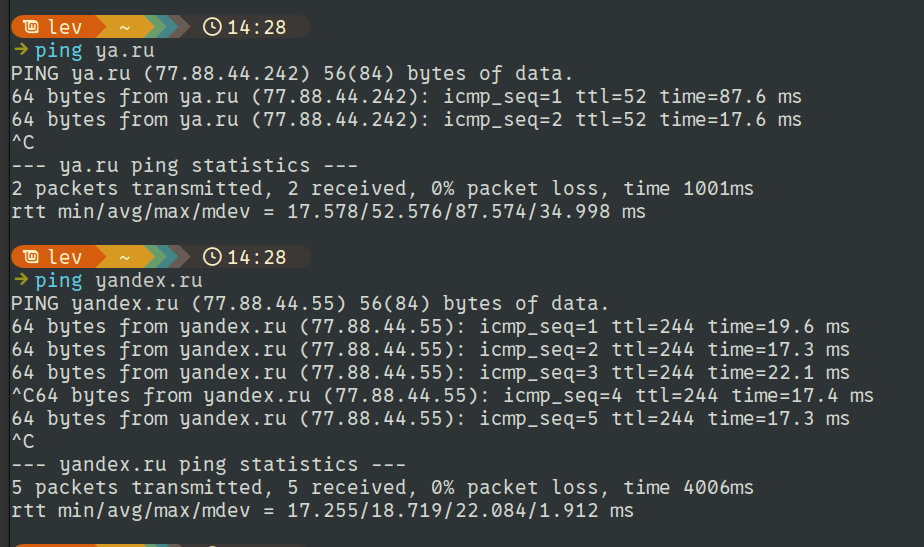 lev ~ 14:28
→ ping ya.ru
PING ya.ru (77.88.44.242) 56(84) bytes of data.
64 bytes from ya.ru (77.88.44.242): icmp_seq=1 ttl=52 time=87.6 ms
64 bytes from ya.ru (77.88.44.242): icmp_seq=2 ttl=52 time=17.6 ms
^C
--- ya.ru ping statistics ---
2 packets transmitted, 2 received, 0% packet loss, time 1001ms
rtt min/avg/max/mdev = 17.578/52.576/87.574/34.998 ms
lev ~ 14:28
→ ping yandex.ru
PING yandex.ru (77.88.44.55) 56(84) bytes of data.
64 bytes from yandex.ru (77.88.44.55): icmp_seq=1 ttl=244 time=19.6 ms
64 bytes from yandex.ru (77.88.44.55): icmp_seq=2 ttl=244 time=17.3 ms
64 bytes from yandex.ru (77.88.44.55): icmp_seq=3 ttl=244 time=22.1 ms
^C64 bytes from yandex.ru (77.88.44.55): icmp_seq=4 ttl=244 time=17.4 ms
64 bytes from yandex.ru (77.88.44.55): icmp_seq=5 ttl=244 time=17.3 ms
^C
--- yandex.ru ping statistics ---
5 packets transmitted, 5 received, 0% packet loss, time 4006ms
rtt min/avg/max/mdev = 17.255/18.719/22.084/1.912 ms